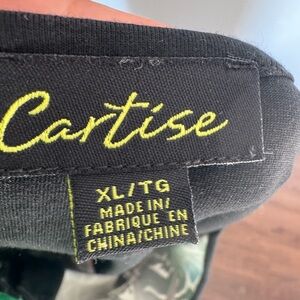 Cartise
XL/TG
MADE IN/
FABRIQUE EN
CHINA/CHINE